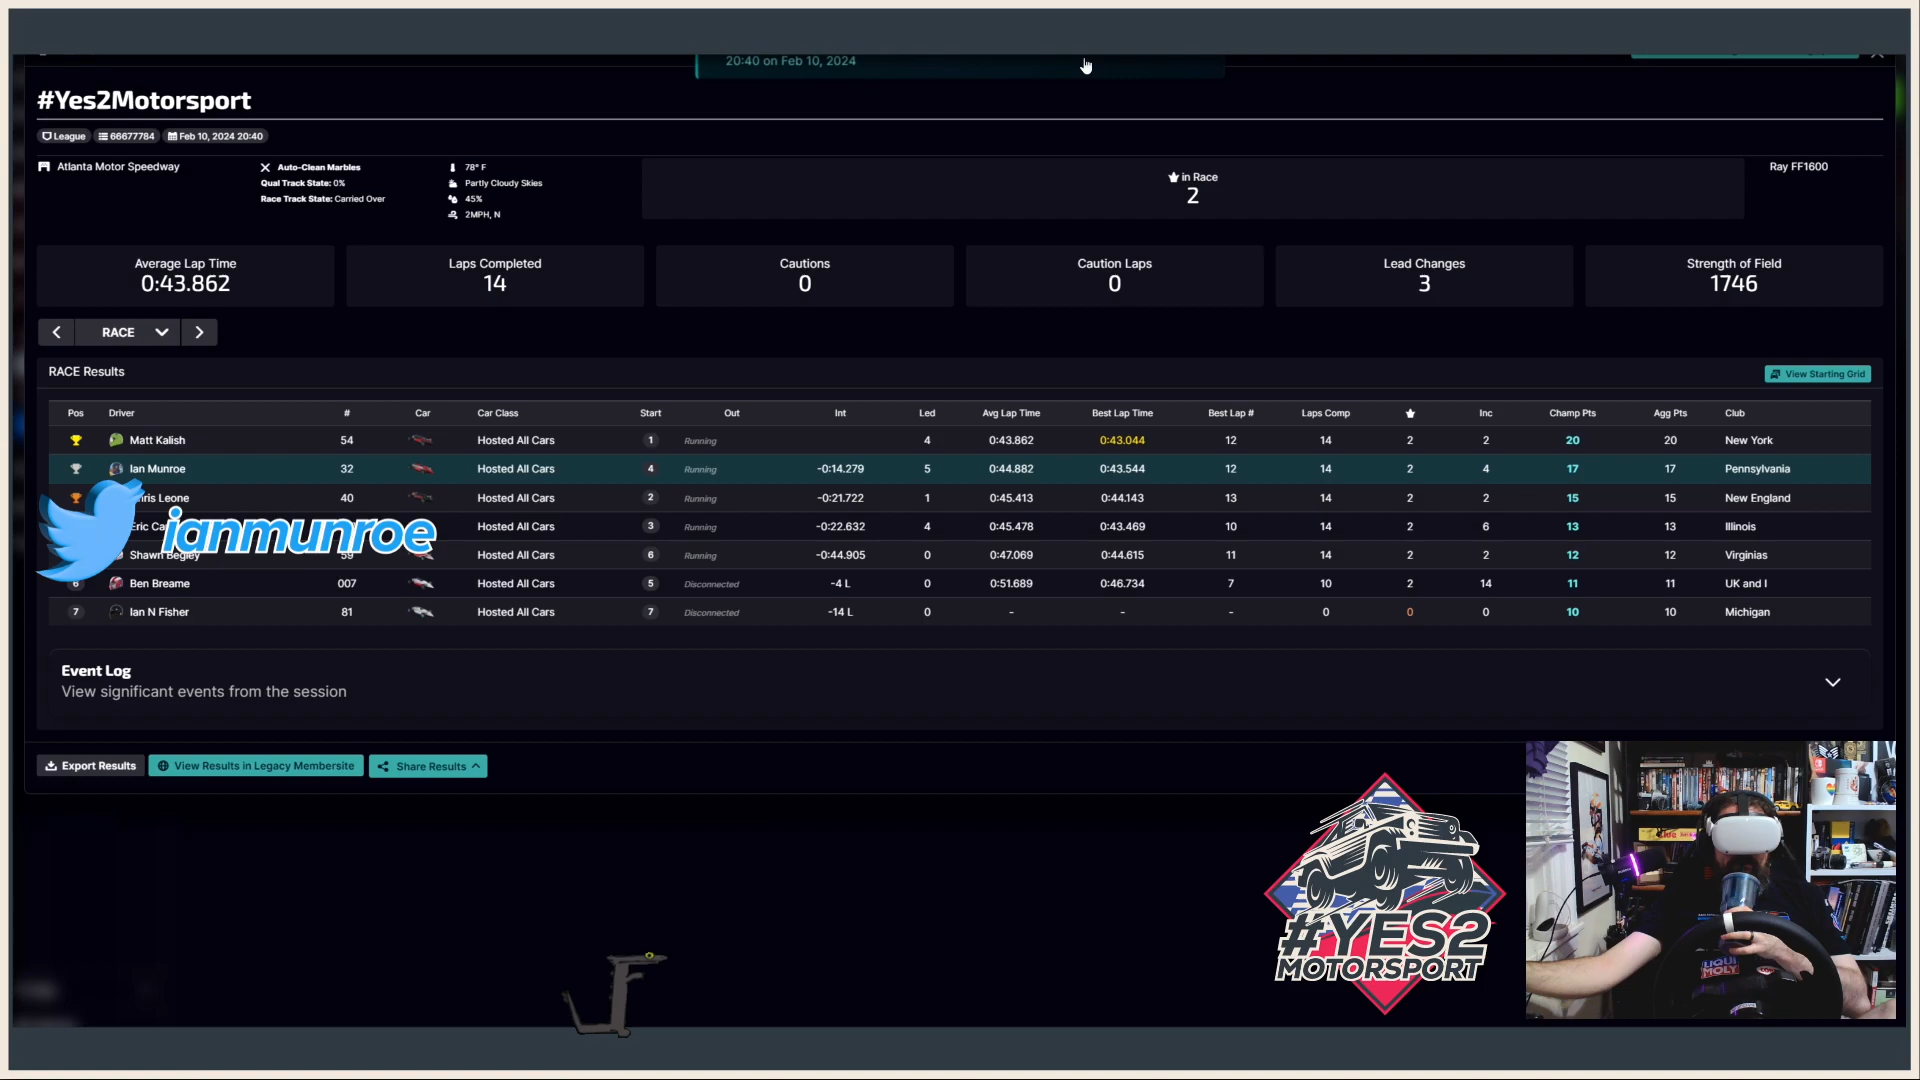 20:40 on Feb 10, 2024
#Yes2Motorsport
League 66677784 Feb 10, 2024 20:40
Atlanta Motor Speedway
Auto-Clean Marbles
Qual Track State: 0%
Race Track State: Carried Over
78° F
Partly Cloudy Skies
45%
2MPH, N
in Race
2
Ray FF1600
Average Lap Time
0:43.862
Laps Completed
14
Cautions
0
Caution Laps
0
Lead Changes
3
Strength of Field
1746
RACE
RACE Results
View Starting Grid
Pos Driver # Car Car Class Start Out Int Led Avg Lap Time Best Lap Time Best Lap # Laps Comp Inc Champ Pts Agg Pts Club
Matt Kalish 54 Hosted All Cars 1 Running 4 0:43.862 0:43.044 12 14 2 2 20 20 New York
Ian Munroe 32 Hosted All Cars 4 Running -0:14.279 5 0:44.882 0:43.544 12 14 2 4 17 17 Pennsylvania
Leone 40 Hosted All Cars 2 Running -0:21.722 1 0:45.413 0:44.143 13 14 2 2 15 15 New England
Eric Hosted All Cars 3 Running -0:22.632 4 0:45.478 0:43.469 10 14 2 6 13 13 Illinois
Shawn Begley 59 Hosted All Cars 6 Running -0:44.905 0 0:47.069 0:44.615 11 14 2 2 12 12 Virginias
6 Ben Breame 007 Hosted All Cars 5 Disconnected -4 L 0 0:51.689 0:46.734 7 10 2 14 11 11 UK and I
7 Ian N Fisher 81 Hosted All Cars 7 Disconnected -14 L 0 - - - 0 0 0 10 10 Michigan
ianmunroe
Event Log
View significant events from the session
Export Results View Results in Legacy Membersite Share Results
#YES2
MOTORSPORT
LIQUI
MOLY